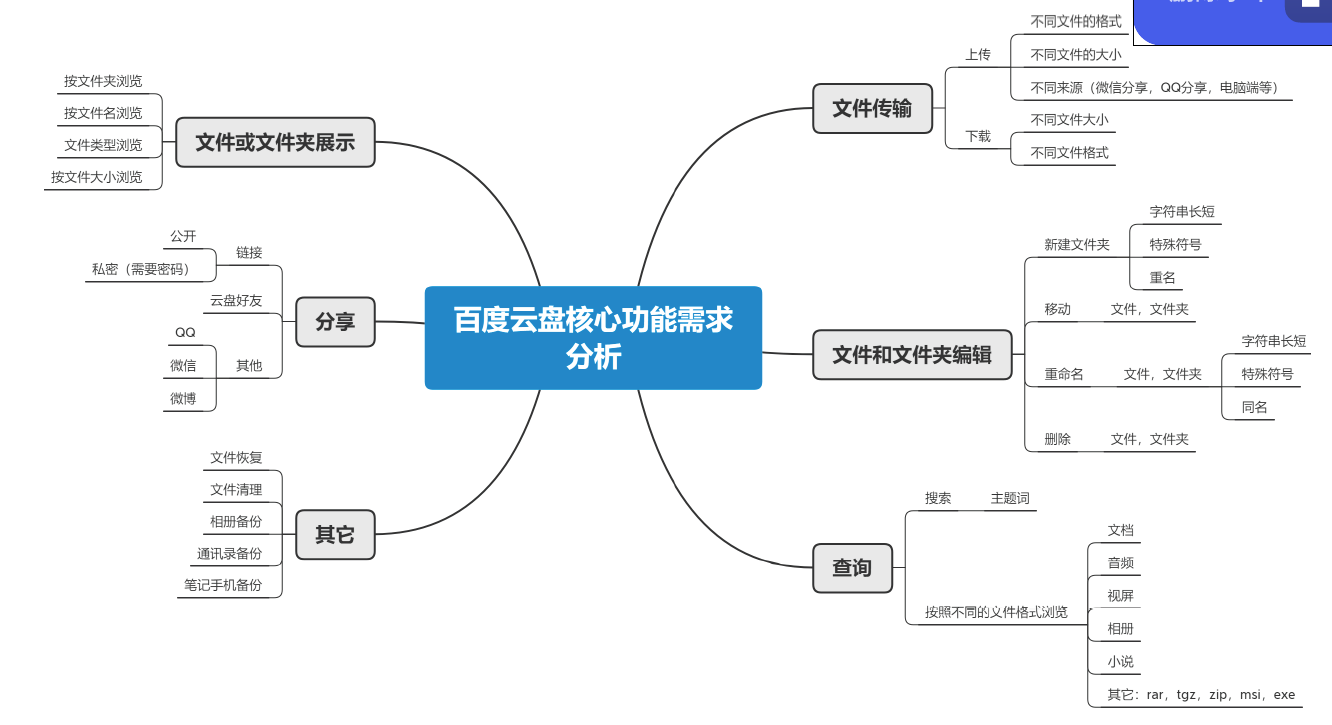 百度云盘核心功能需求
分析
文件传输
上传
不同文件的格式
不同文件的大小
不同来源（微信分享，QQ分享，电脑端等）
下载
不同文件大小
不同文件格式
文件和文件夹编辑
新建文件夹
字符串长短
特殊符号
重名
移动
文件，文件夹
重命名
文件，文件夹
字符串长短
特殊符号
同名
删除
文件，文件夹
查询
搜索
主题词
按照不同的文件格式浏览
文档
音频
视屏
相册
小说
其它：rar，tgz，zip，msi，exe
文件或文件夹展示
按文件夹浏览
按文件名浏览
文件类型浏览
按文件大小浏览
分享
链接
公开
私密（需要密码）
云盘好友
其他
QQ
微信
微博
其它
文件恢复
文件清理
相册备份
通讯录备份
笔记手机备份